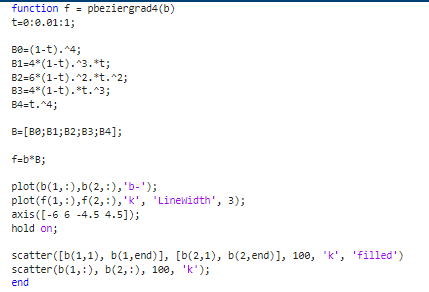 function f = pbeziergrad4(b)
t=0:0.01:1;
B0=(1-t).^4;
B1=4*(1-t).^3.*t;
B2=6*(1-t).^2.*t.^2;
B3=4*(1-t).*t.^3;
B4=t.^4;
B=[B0;B1;B2;B3;B4];
f=b*B;
plot(b(1,:),b(2,:),'b-');
plot(f(1,:),f(2,:),'k', 'LineWidth', 3);
axis([-6 6 -4.5 4.5]);
hold on;
scatter([b(1,1), b(1,end)], [b(2,1), b(2,end)], 100, 'k', 'filled')
scatter(b(1,:), b(2,:), 100, 'k');
end